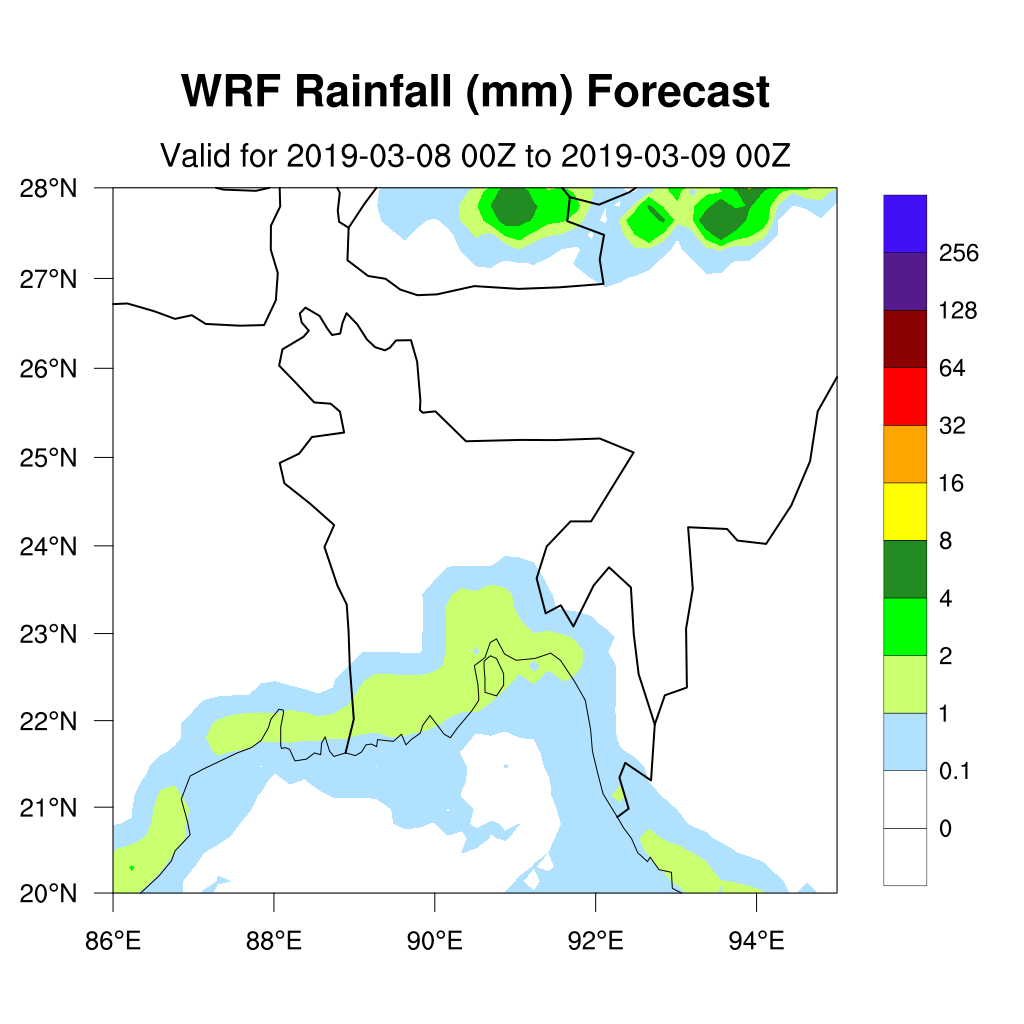 WRF Rainfall (mm) Forecast
Valid for 2019-03-08 00Z to 2019-03-09 00Z
28°N
27°N
26°N
25°N
24°N
23°N
22°N
21°N
20°N
86°E 88°E 90°E 92°E 94°E
256
128
64
32
16
8
4
2
1
0.1
0